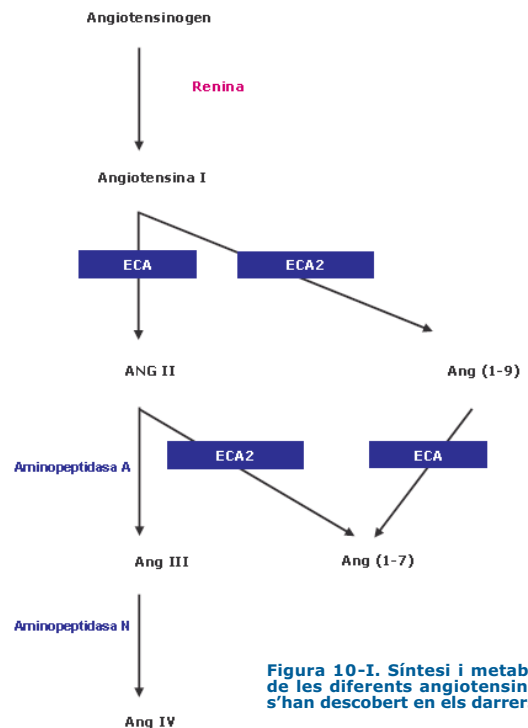 Angiotensinogen
Renina
Angiotensina I
ECA
ECA2
ANG II
Ang (1-9)
Aminopeptidasa A
ECA2
ECA
Ang III
Ang (1-7)
Aminopeptidasa N
Ang IV
Figura 10-I. Síntesi i metab
de les diferents angiotensin
s'han descobert en els darrer